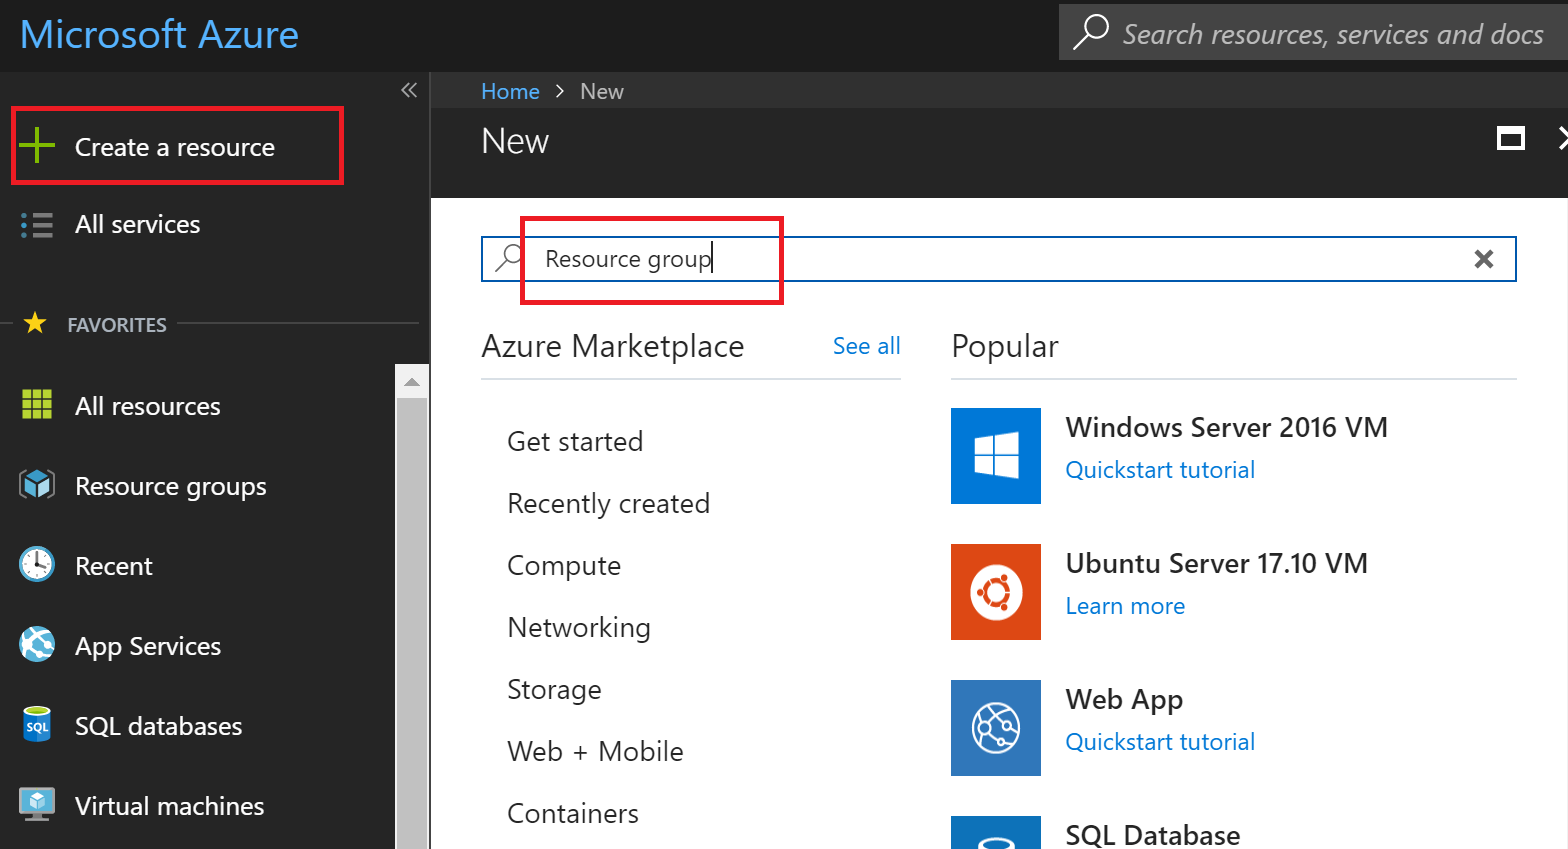 Microsoft Azure
Search resources, services and docs
Create a resource
All services
FAVORITES
All resources
Resource groups
Recent
App Services
SQL
SQL databases
Virtual machines
Home > New
New
Resource group
Azure Marketplace
See all
Get started
Recently created
Compute
Networking
Storage
Web + Mobile
Containers
Popular
Windows Server 2016 VM
Quickstart tutorial
Ubuntu Server 17.10 VM
Learn more
Web App
Quickstart tutorial
SQL Database